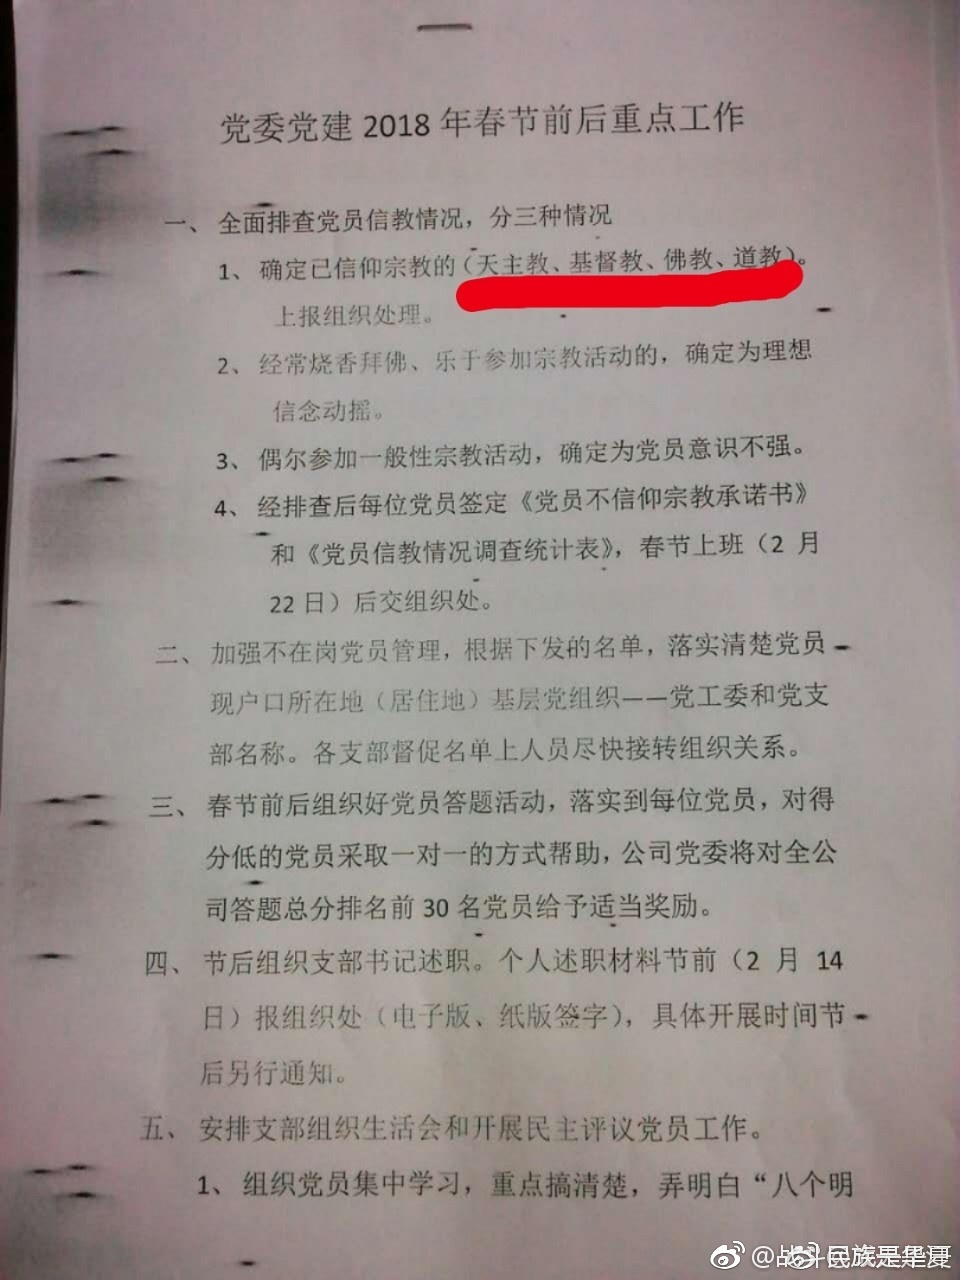 党委党建 2018 年春节前后重点工作
一、全面排查党员信教情况，分三种情况
1、确定已信仰宗教的（天主教、基督教、佛教、道教）。
上报组织处理。
2、经常烧香拜佛、乐于参加宗教活动的，确定为理想
信念动摇。
3、偶尔参加一般性宗教活动，确定为党员意识不强。
4、经排查后每位党员签定《党员不信仰宗教承诺书》
和《党员信教情况调查统计表》，春节上班（2 月
22日）后交组织处。
二、加强不在岗党员管理，根据下发的名单，落实清楚党员
现户口所在地（居住地）基层党组织——党工委和党支
部名称。各支部督促名单上人员尽快接转组织关系。
三、春节前后组织好党员答题活动，落实到每位党员，对得
分低的党员采取一对一的方式帮助，公司党委将对全公
司答题总分排名前 30 名党员给予适当奖励。
四、节后组织支部书记述职。个人述职材料节前（2 月 14
日）报组织处（电子版、纸版签字），具体开展时间节
后另行通知。
五、安排支部组织生活会和开展民主评议党员工作。
1、组织党员集中学习，重点搞清楚，弄明白“八个明
@战斗民族是华夏